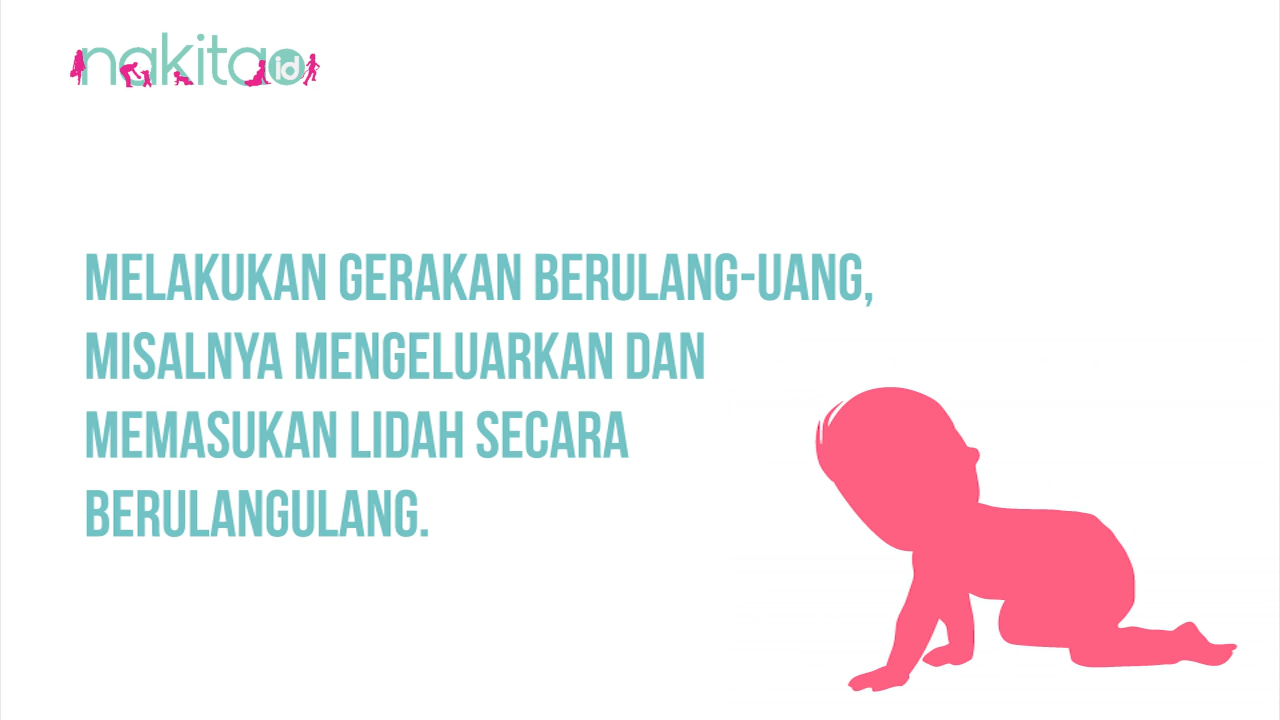 nakita id
MELAKUKAN GERAKAN BERULANG-UANG,
MISALNYA MENGELUARKAN DAN
MEMASUKAN LIDAH SECARA
BERULANGULANG.